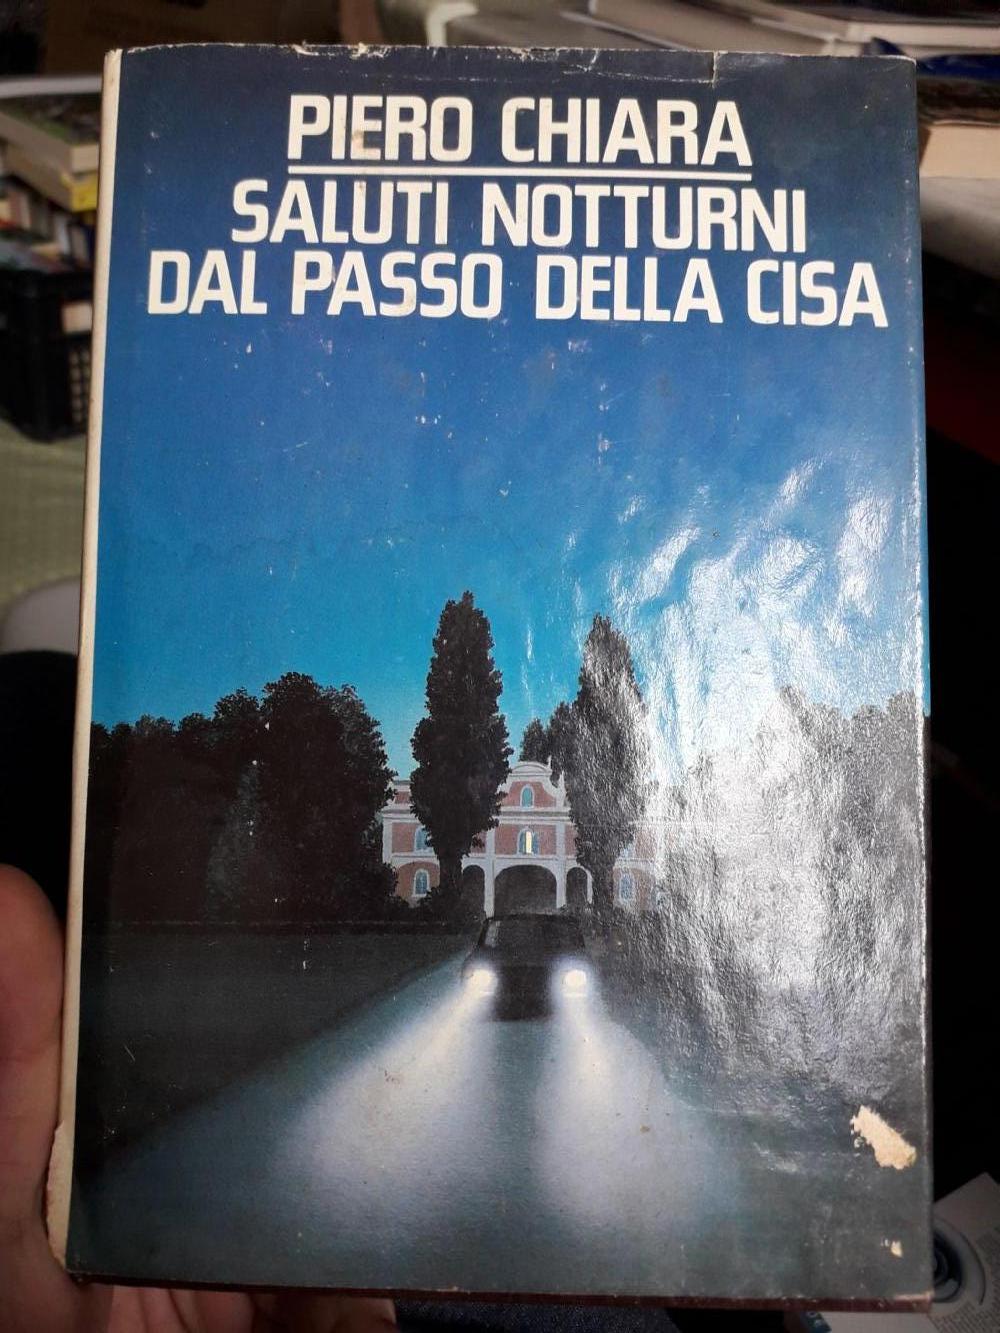 PIERO CHIARA
SALUTI NOTTURNI
DAL PASSO DELLA CISA